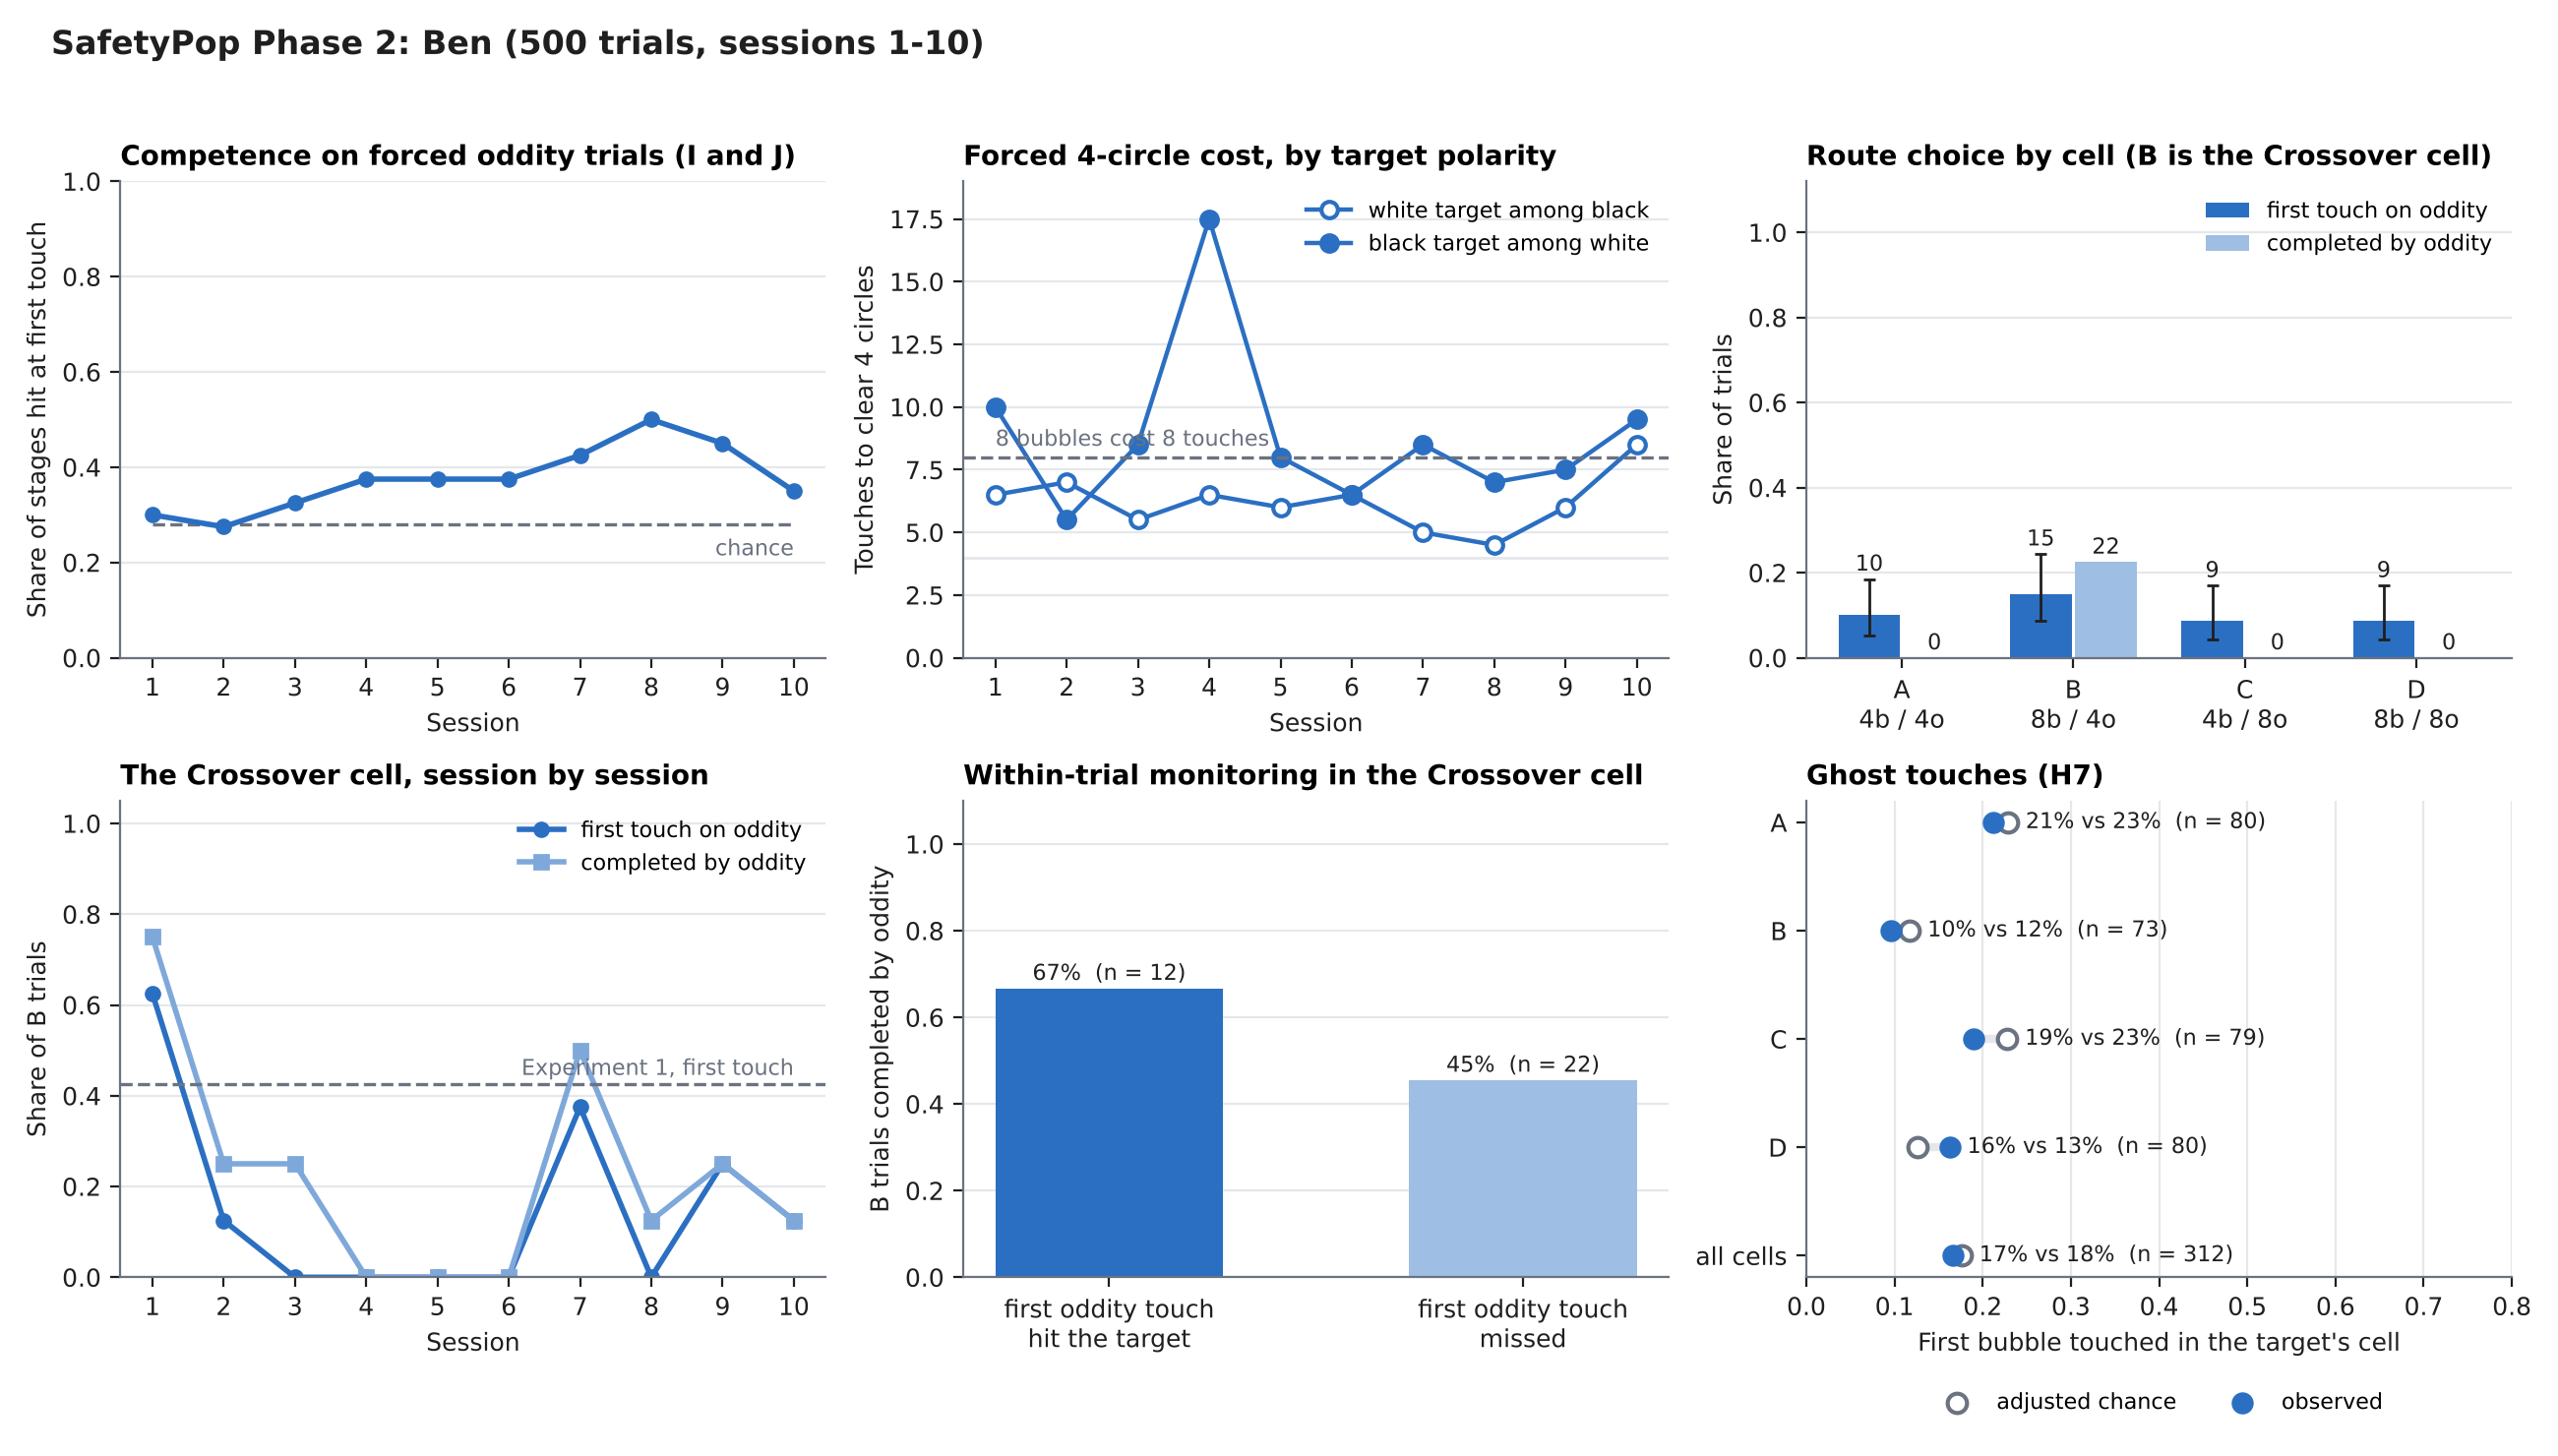 SafetyPop Phase 2: Ben (500 trials, sessions 1-10)
Competence on forced oddity trials (I and J)
Share of stages hit at first touch
1.0
0.8
0.6
0.4
0.2
0.0
chance
1 2 3 4 5 6 7 8 9 10
Session
Forced 4-circle cost, by target polarity
Touches to clear 4 circles
white target among black
black target among white
17.5
15.0
12.5
10.0
7.5
5.0
2.5
0.0
8 bubbles cost 8 touches
1 2 3 4 5 6 7 8 9 10
Session
Route choice by cell (B is the Crossover cell)
Share of trials
first touch on oddity
completed by oddity
1.0
0.8
0.6
0.4
0.2
0.0
10 0 15 22 9 0 9 0
A B C D
4b / 4o 8b / 4o 4b / 8o 8b / 8o
The Crossover cell, session by session
Share of B trials
first touch on oddity
completed by oddity
1.0
0.8
0.6
0.4
0.2
0.0
Experiment 1, first touch
1 2 3 4 5 6 7 8 9 10
Session
Within-trial monitoring in the Crossover cell
B trials completed by oddity
1.0
0.8
0.6
0.4
0.2
0.0
67% (n = 12)
45% (n = 22)
first oddity touch
hit the target
first oddity touch
missed
Ghost touches (H7)
A 21% vs 23% (n = 80)
B 10% vs 12% (n = 73)
C 19% vs 23% (n = 79)
D 16% vs 13% (n = 80)
all cells 17% vs 18% (n = 312)
0.0 0.1 0.2 0.3 0.4 0.5 0.6 0.7 0.8
First bubble touched in the target's cell
adjusted chance observed